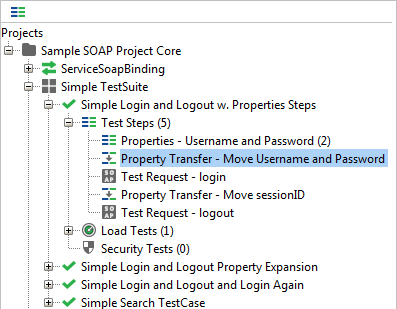 Projects
Sample SOAP Project Core
ServiceSoapBinding
Simple TestSuite
Simple Login and Logout w. Properties Steps
Test Steps (5)
Properties - Username and Password (2)
Property Transfer - Move Username and Password
SOAP Test Request - login
Property Transfer - Move sessionID
SOAP Test Request - logout
Load Tests (1)
Security Tests (0)
Simple Login and Logout Property Expansion
Simple Login and Logout and Login Again
Simple Search TestCase